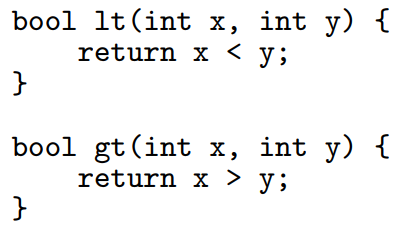 bool lt(int x, int y) {
    return x < y;
}

bool gt(int x, int y) {
    return x > y;
}